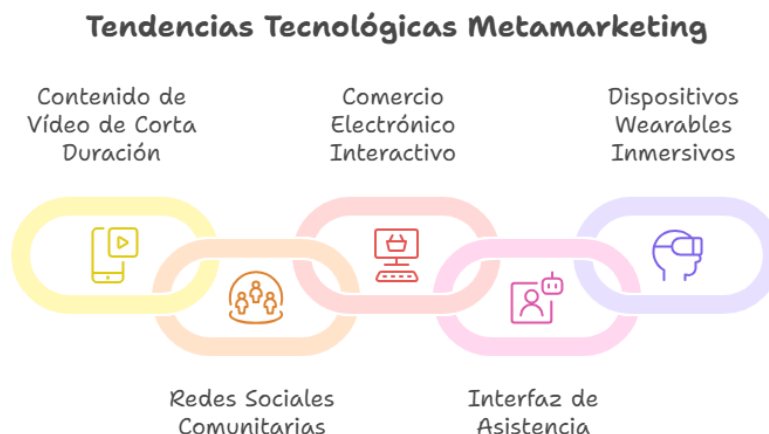 Tendencias Tecnológicas Metamarketing
Contenido de
Vídeo de Corta
Duración
Comercio
Electrónico
Interactivo
Dispositivos
Wearables
Inmersivos
Redes Sociales
Comunitarias
Interfaz de
Asistencia